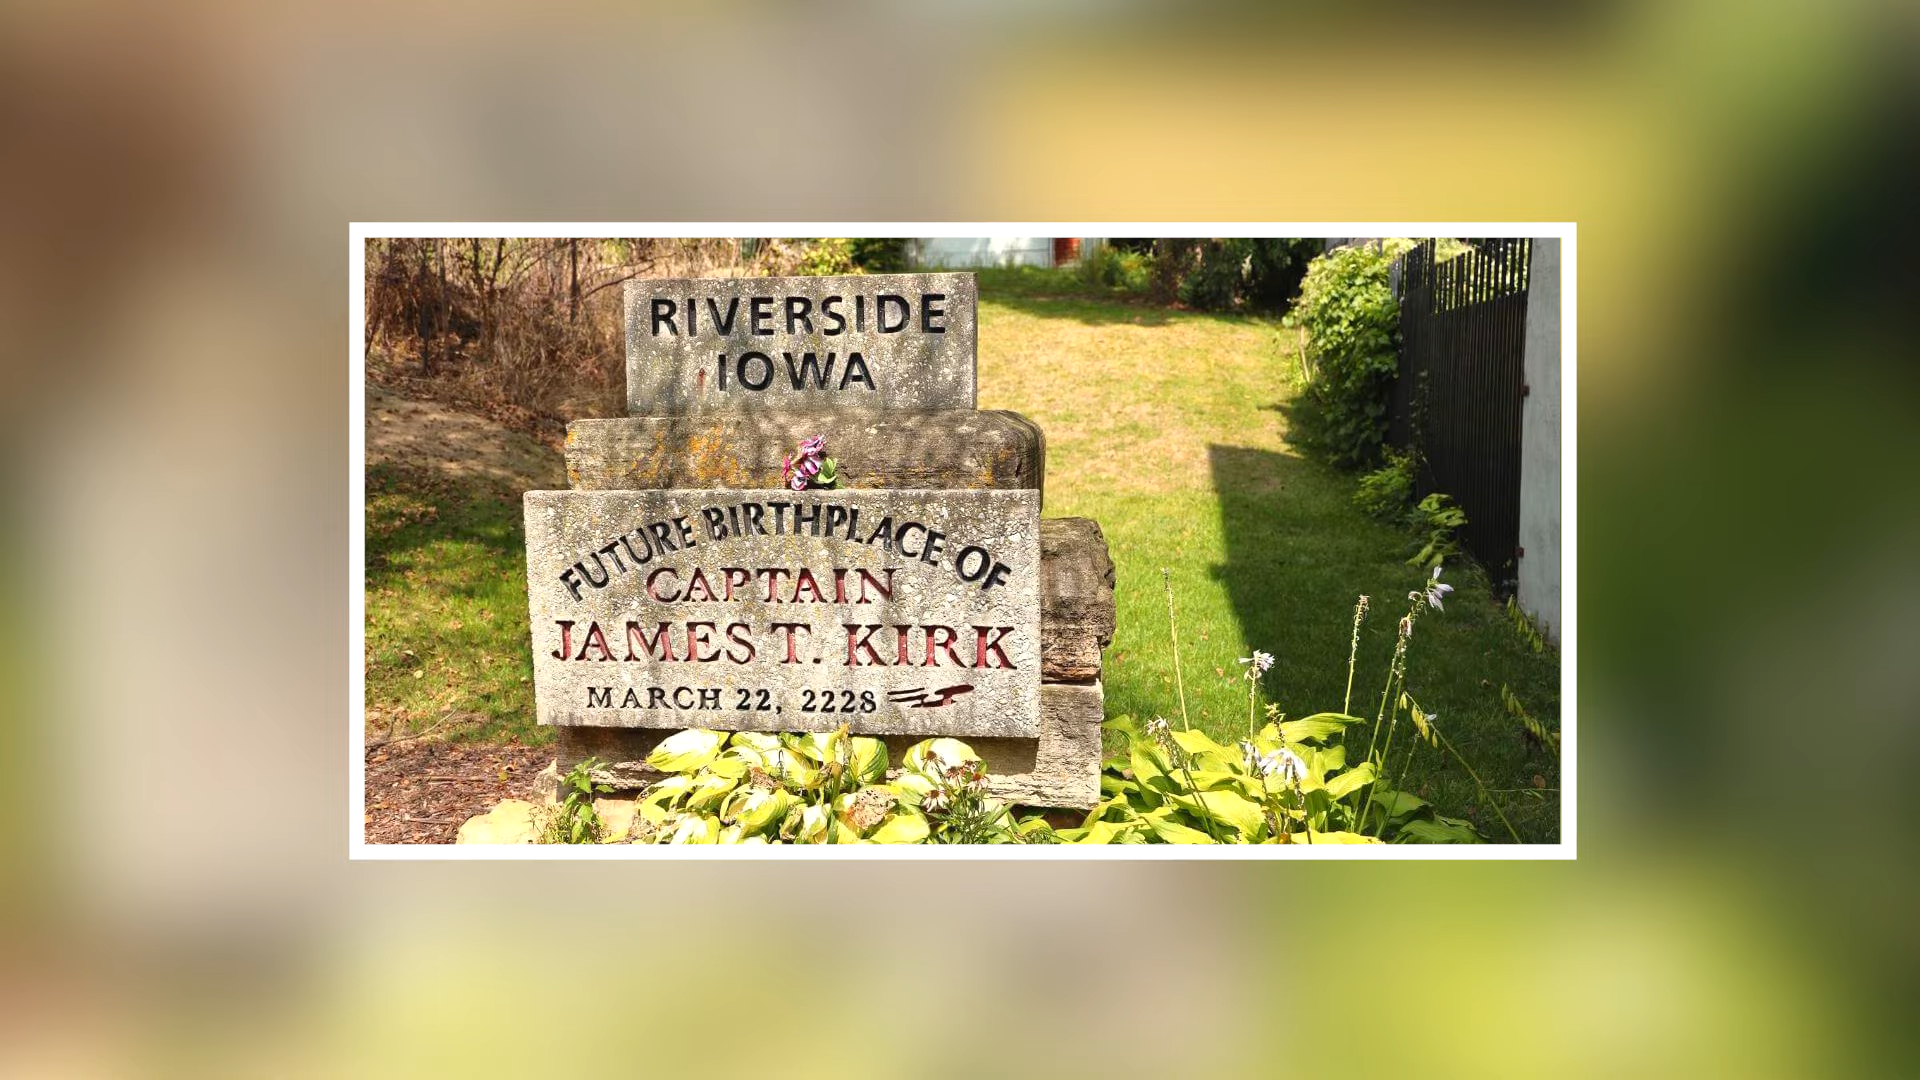 RIVERSIDE
IOWA
FUTURE BIRTHPLACE OF
CAPTAIN
JAMES T. KIRK
MARCH 22, 2228